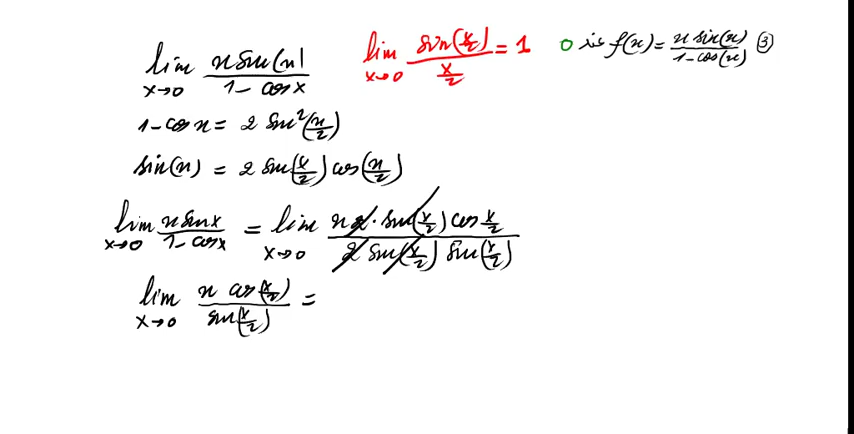 lim x→0 x sin(x) / 1 - cos x
lim x→0 sin(x/2) / x/2 = 1
f(x) = x sin(x) / 1 - cos(x) ③
1 - cos x = 2 sin²(x/2)
sin(x) = 2 sin(x/2) cos(x/2)
lim x→0 x sin x / 1 - cos x = lim x→0 x 2 · sin(x/2) cos x/2 / 2 sin(x/2) sin(x/2)
lim x→0 x cos(x/2) / sin(x/2) =